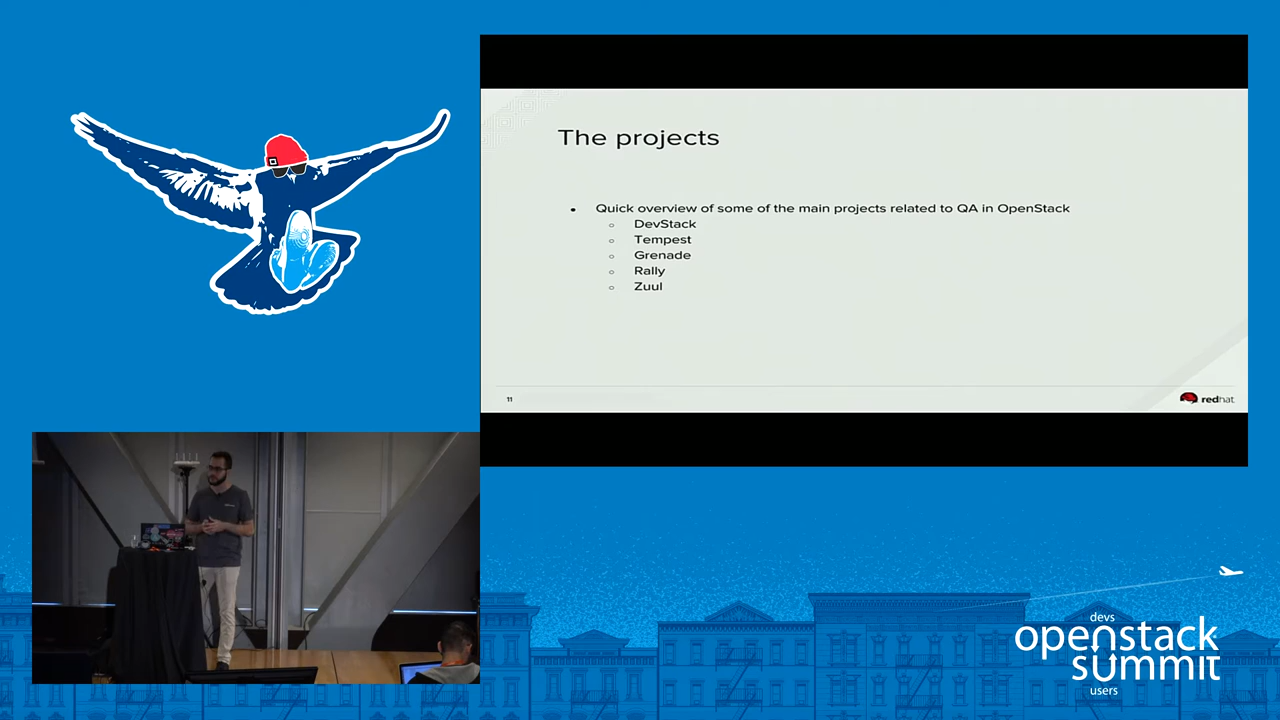 The projects
• Quick overview of some of the main projects related to QA in OpenStack
○ DevStack
○ Tempest
○ Grenade
○ Rally
○ Zuul
11
redhat
devs
openstack
summit
users